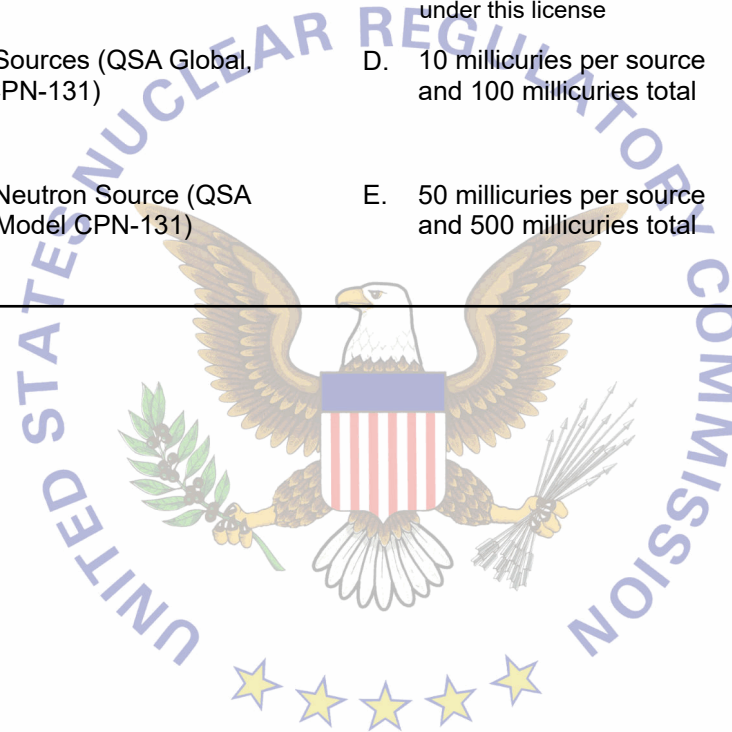 under this license
Sources (QSA Global, D. 10 millicuries per source
PN-131) and 100 millicuries total
Neutron Source (QSA E. 50 millicuries per source
Model CPN-131) and 500 millicuries total
UNITED STATES NUCLEAR REGULATORY COMMISSION